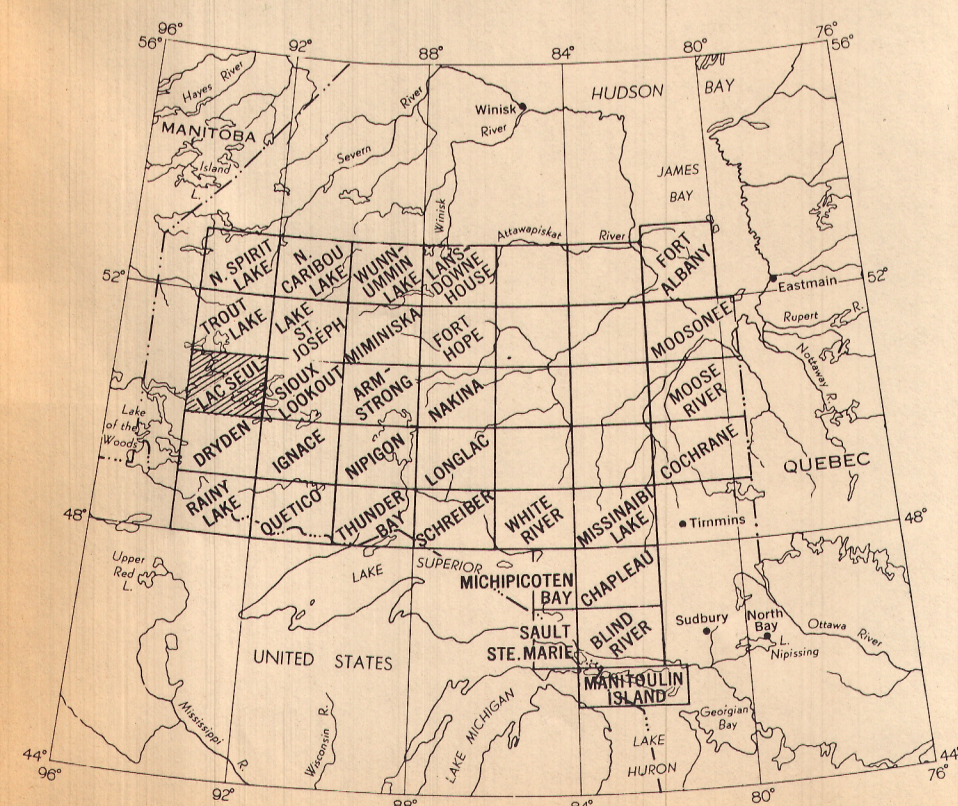 96°
56°
92°
88°
84°
80°
76°
56°
Hayes River
MANITOBA
Island
L.
Severn
River
Winisk
River
HUDSON
BAY
JAMES
BAY
Winisk
Attawapiskat
River
52°
N. SPIRIT
LAKE
N.
CARIBOU
LAKE
WUNN-
UMMIN
LAKE
LANS-
DOWNE
HOUSE
FORT
ALBANY
52°
Eastmain
TROUT
LAKE
LAKE
ST
JOSEPH
MIMINISKA
FORT
HOPE
MOOSONEE
Rupert
R.
Nottaway
R.
LAC SEUL
SIOUX
LOOKOUT
ARM-
STRONG
NAKINA
MOOSE
RIVER
Lake
of the
Woods
DRYDEN
IGNACE
NIPIGON
LONGLAC
COCHRANE
QUEBEC
48°
RAINY
LAKE
QUETICO
THUNDER
BAY
SCHREIBER
WHITE
RIVER
MISSINAIBI
LAKE
Timmins
48°
Upper
Red
L.
LAKE
SUPERIOR
MICHIPICOTEN
BAY
CHAPLEAU
SAULT
STE. MARIE
BLIND
RIVER
Sudbury
North
Bay
L.
Nipissing
Ottawa
River
UNITED STATES
MANITOULIN
ISLAND
Mississippi
R.
Wisconsin R.
LAKE MICHIGAN
Georgian
Bay
LAKE
HURON
44°
96°
92°
88°
84°
80°
76°
44°